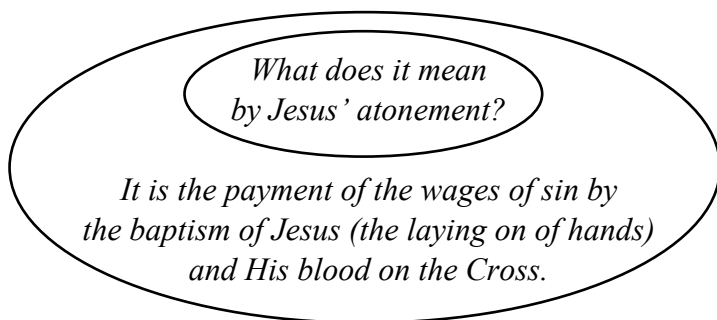 What does it mean
by Jesus’ atonement?
It is the payment of the wages of sin by
the baptism of Jesus (the laying on of hands)
and His blood on the Cross.